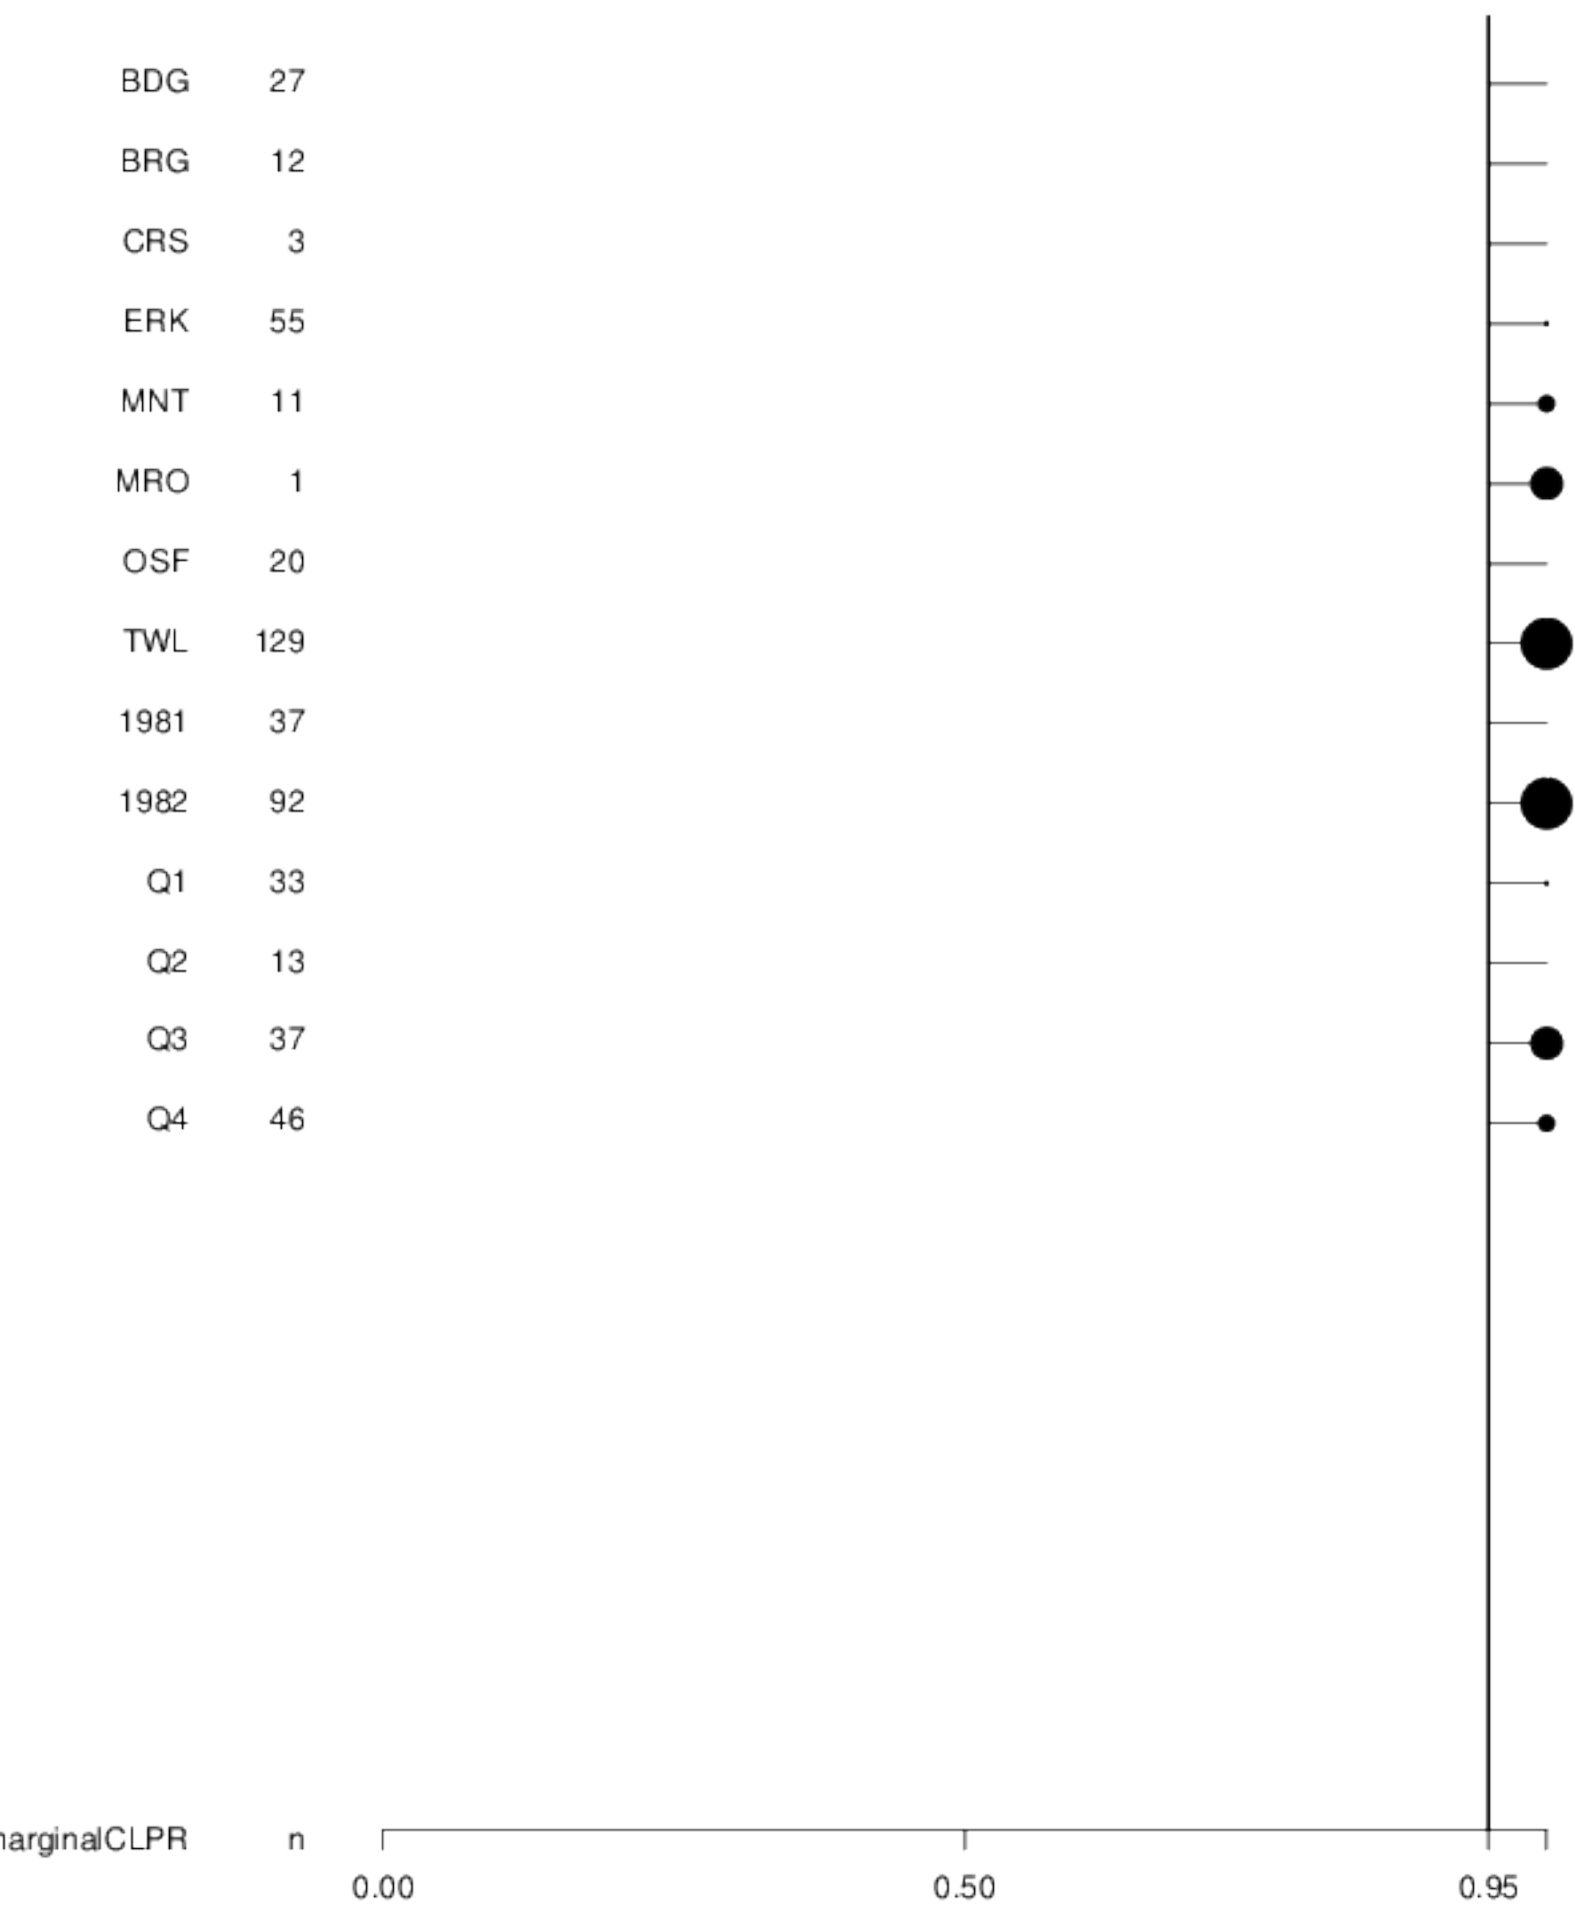 BDG 27
BRG 12
CRS 3
ERK 55
MNT 11
MRO 1
OSF 20
TWL 129
1981 37
1982 92
Q1 33
Q2 13
Q3 37
Q4 46
arginalCLPR n
0.00 0.50 0.95